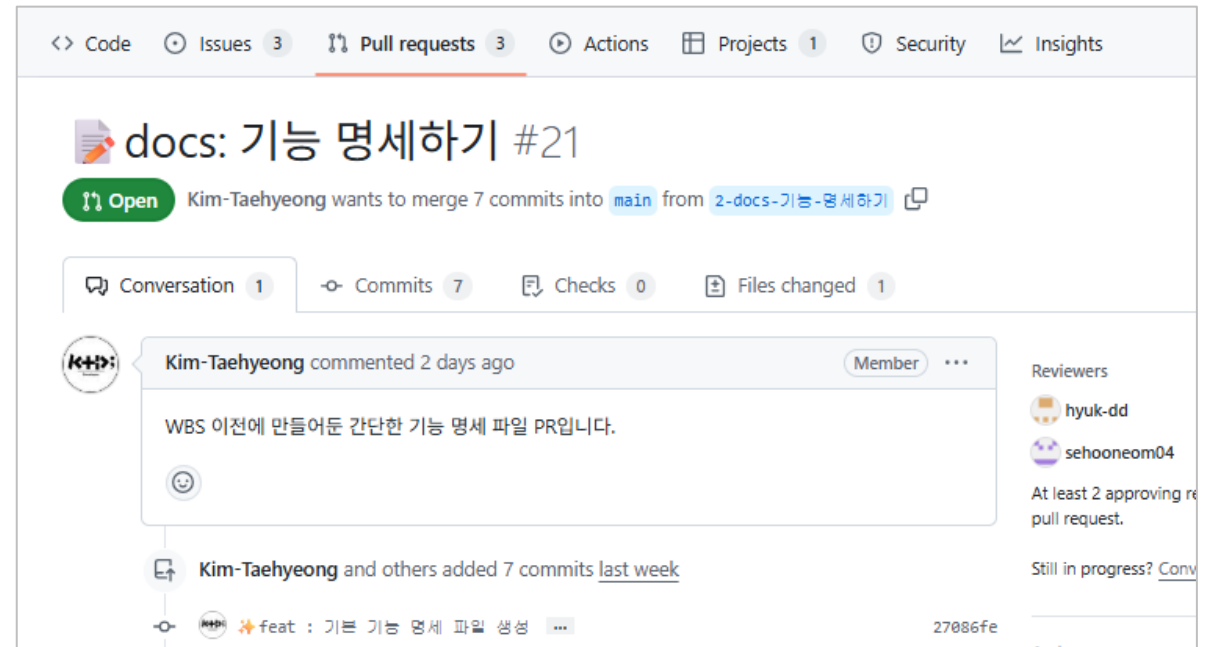 Code Issues 3 Pull requests 3 Actions Projects 1 Security Insights
docs: 기능 명세하기 #21
Open Kim-Taehyeong wants to merge 7 commits into main from 2-docs-기능-명세하기
Conversation 1 Commits 7 Checks 0 Files changed 1
Kim-Taehyeong commented 2 days ago Member
WBS 이전에 만들어둔 간단한 기능 명세 파일 PR입니다.
Reviewers
hyuk-dd
sehooneom04
At least 2 approving
pull request.
Still in progress?
Kim-Taehyeong and others added 7 commits last week
feat : 기본 기능 명세 파일 생성 ... 27086fe